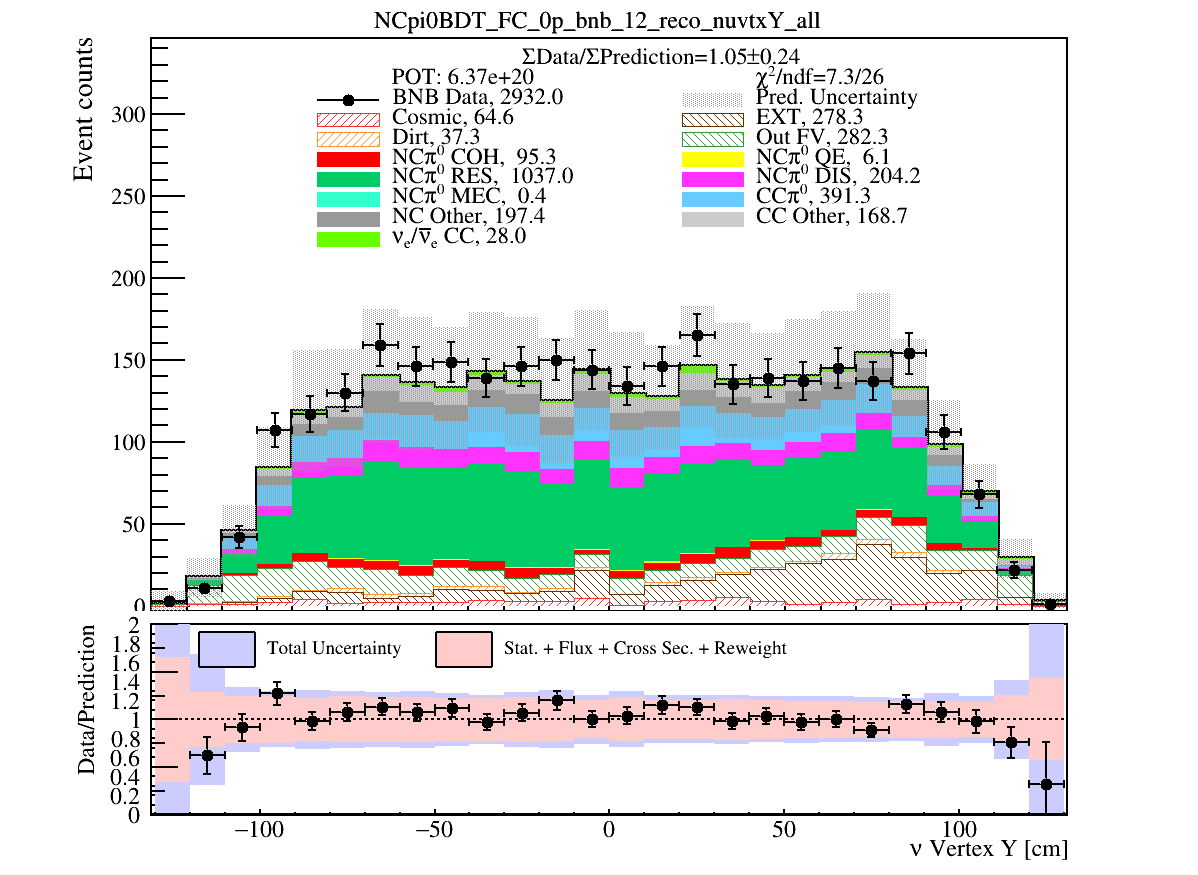 NCpi0BDT_FC_0p_bnb_12_reco_nuvtxY_all
ΣData/ΣPrediction=1.05±0.24
POT: 6.37e+20
χ²/ndf=7.3/26
BNB Data, 2932.0
Pred. Uncertainty
Cosmic, 64.6
EXT, 278.3
Dirt, 37.3
Out FV, 282.3
NCπ⁰ COH, 95.3
NCπ⁰ QE, 6.1
NCπ⁰ RES, 1037.0
NCπ⁰ DIS, 204.2
NCπ⁰ MEC, 0.4
CCπ⁰, 391.3
NC Other, 197.4
CC Other, 168.7
νₑ/ν̅ₑ CC, 28.0
Event counts
300
250
200
150
100
50
0
Total Uncertainty
Stat. + Flux + Cross Sec. + Reweight
Data/Prediction
2
1.8
1.6
1.4
1.2
1
0.8
0.6
0.4
0.2
0
−100
−50
0
50
100
ν Vertex Y [cm]